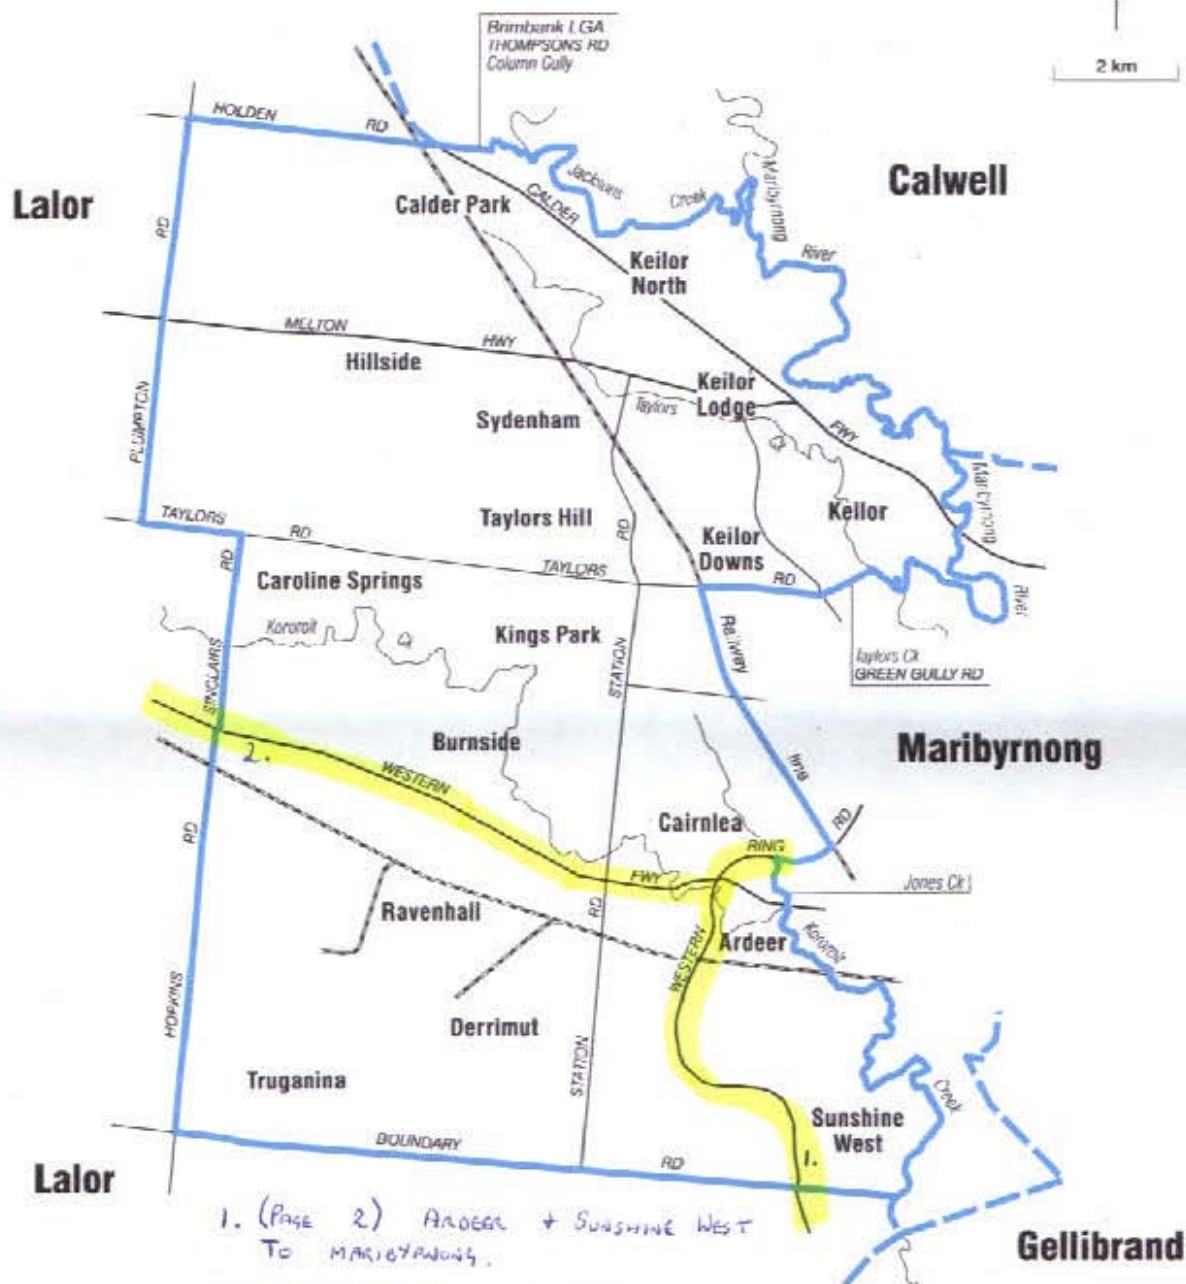 Brimbank LGA
THOMPSONS RD
Column Gully
2 km
HOLDEN RD
Jacksons Creek
Maribyrnong River
Calwell
Lalor
RD
Calder Park
CALDER
Keilor
North
MELTON HWY
Hillside
Keilor
Lodge
Taylors
Sydenham
FWY
PLUMPTON
Maribyrnong
River
TAYLORS RD
Taylors Hill
RD
Keilor
Keilor
Downs
TAYLORS RD
RD
Caroline Springs
Kororoit
Kings Park
Railway
STATION
Taylors Ck
GREEN GULLY RD
SINCLAIRS
2.
Burnside
Maribyrnong
WESTERN
line
Cairnlea
RD
RD
RING
FWY
Jones Ck
Ravenhall
RD
Ardeer
Kororoit
WESTERN
HOPKINS
Derrimut
Truganina
STATION
Creek
Sunshine
West
BOUNDARY RD
1.
Lalor
1. (PAGE 2) ARDEER + SUNSHINE WEST
TO MARIBYRNONG.
Gellibrand